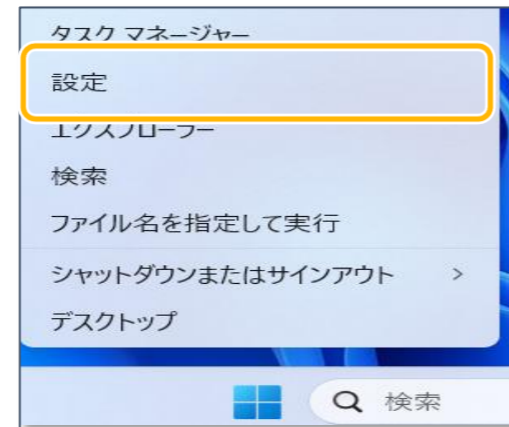 タスク マネージャー
設定
エクスプローラー
検索
ファイル名を指定して実行
シャットダウンまたはサインアウト >
デスクトップ
検索